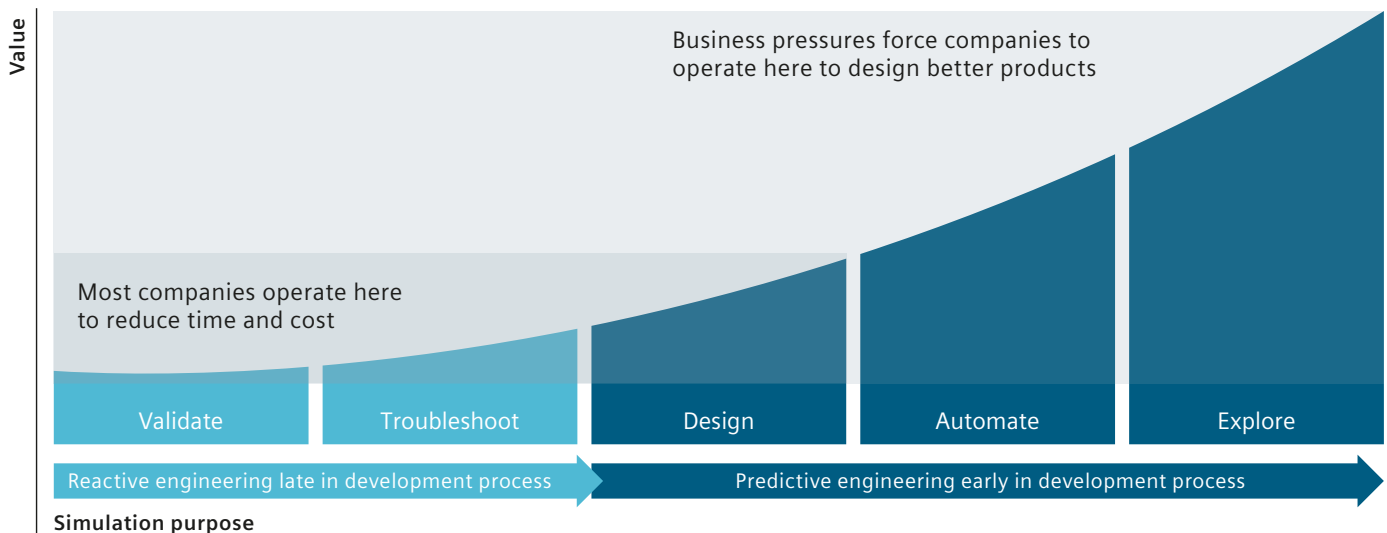 Value
Business pressures force companies to
operate here to design better products
Most companies operate here
to reduce time and cost
Validate
Troubleshoot
Design
Automate
Explore
Reactive engineering late in development process
Predictive engineering early in development process
Simulation purpose